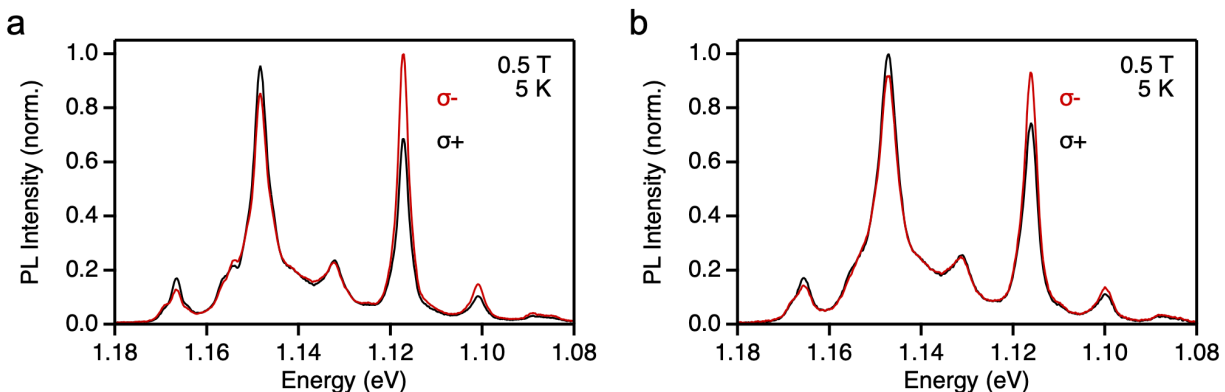 a
1.0
0.8
0.6
0.4
0.2
0.0
PL Intensity (norm.)
0.5 T
5 K
σ-
σ+
1.18 1.16 1.14 1.12 1.10 1.08
Energy (eV)
b
1.0
0.8
0.6
0.4
0.2
0.0
PL Intensity (norm.)
0.5 T
5 K
σ-
σ+
1.18 1.16 1.14 1.12 1.10 1.08
Energy (eV)